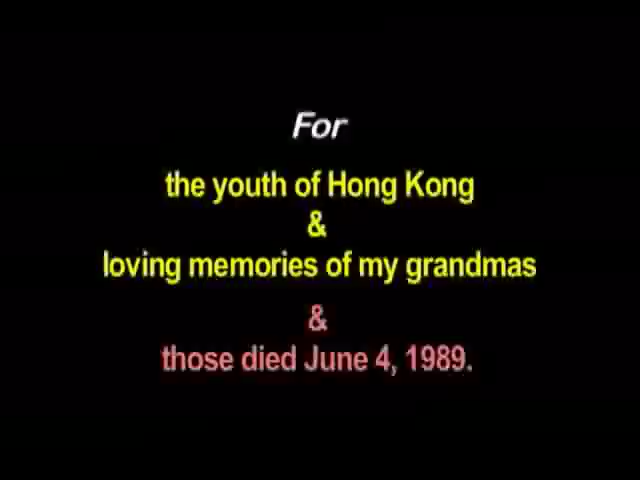 For
the youth of Hong Kong
&
loving memories of my grandmas
&
those died June 4, 1989.